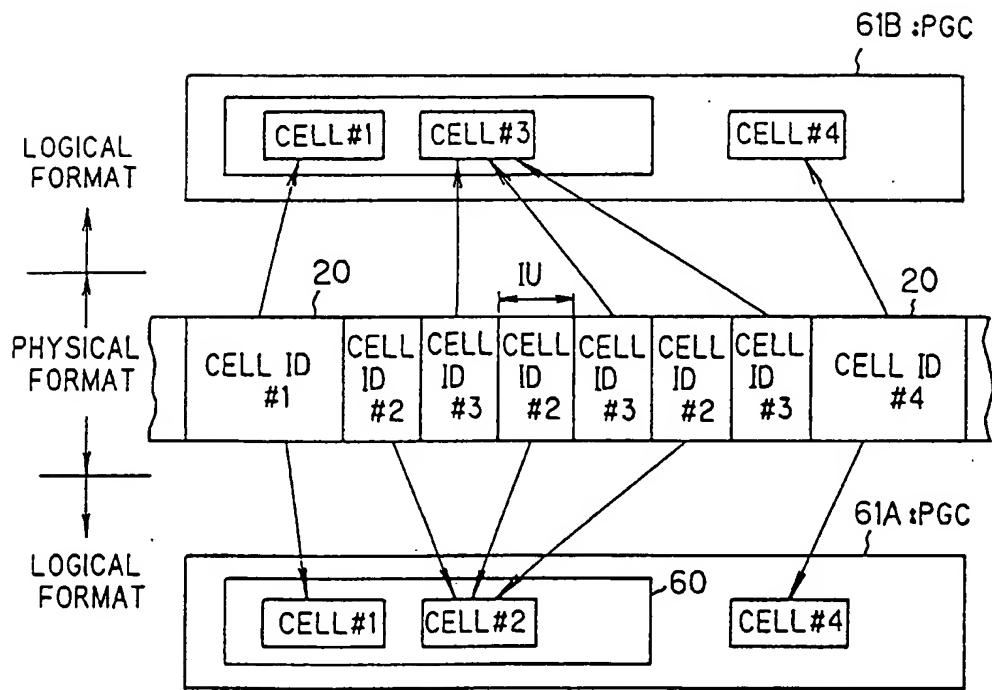 61B :PGC
CELL#1
CELL#3
CELL#4
LOGICAL
FORMAT
20
IU
20
PHYSICAL
FORMAT
CELL ID
#1
CELL
ID
#2
CELL
ID
#3
CELL
ID
#2
CELL
ID
#3
CELL
ID
#2
CELL
ID
#3
CELL ID
#4
61A :PGC
LOGICAL
FORMAT
60
CELL#1
CELL#2
CELL#4